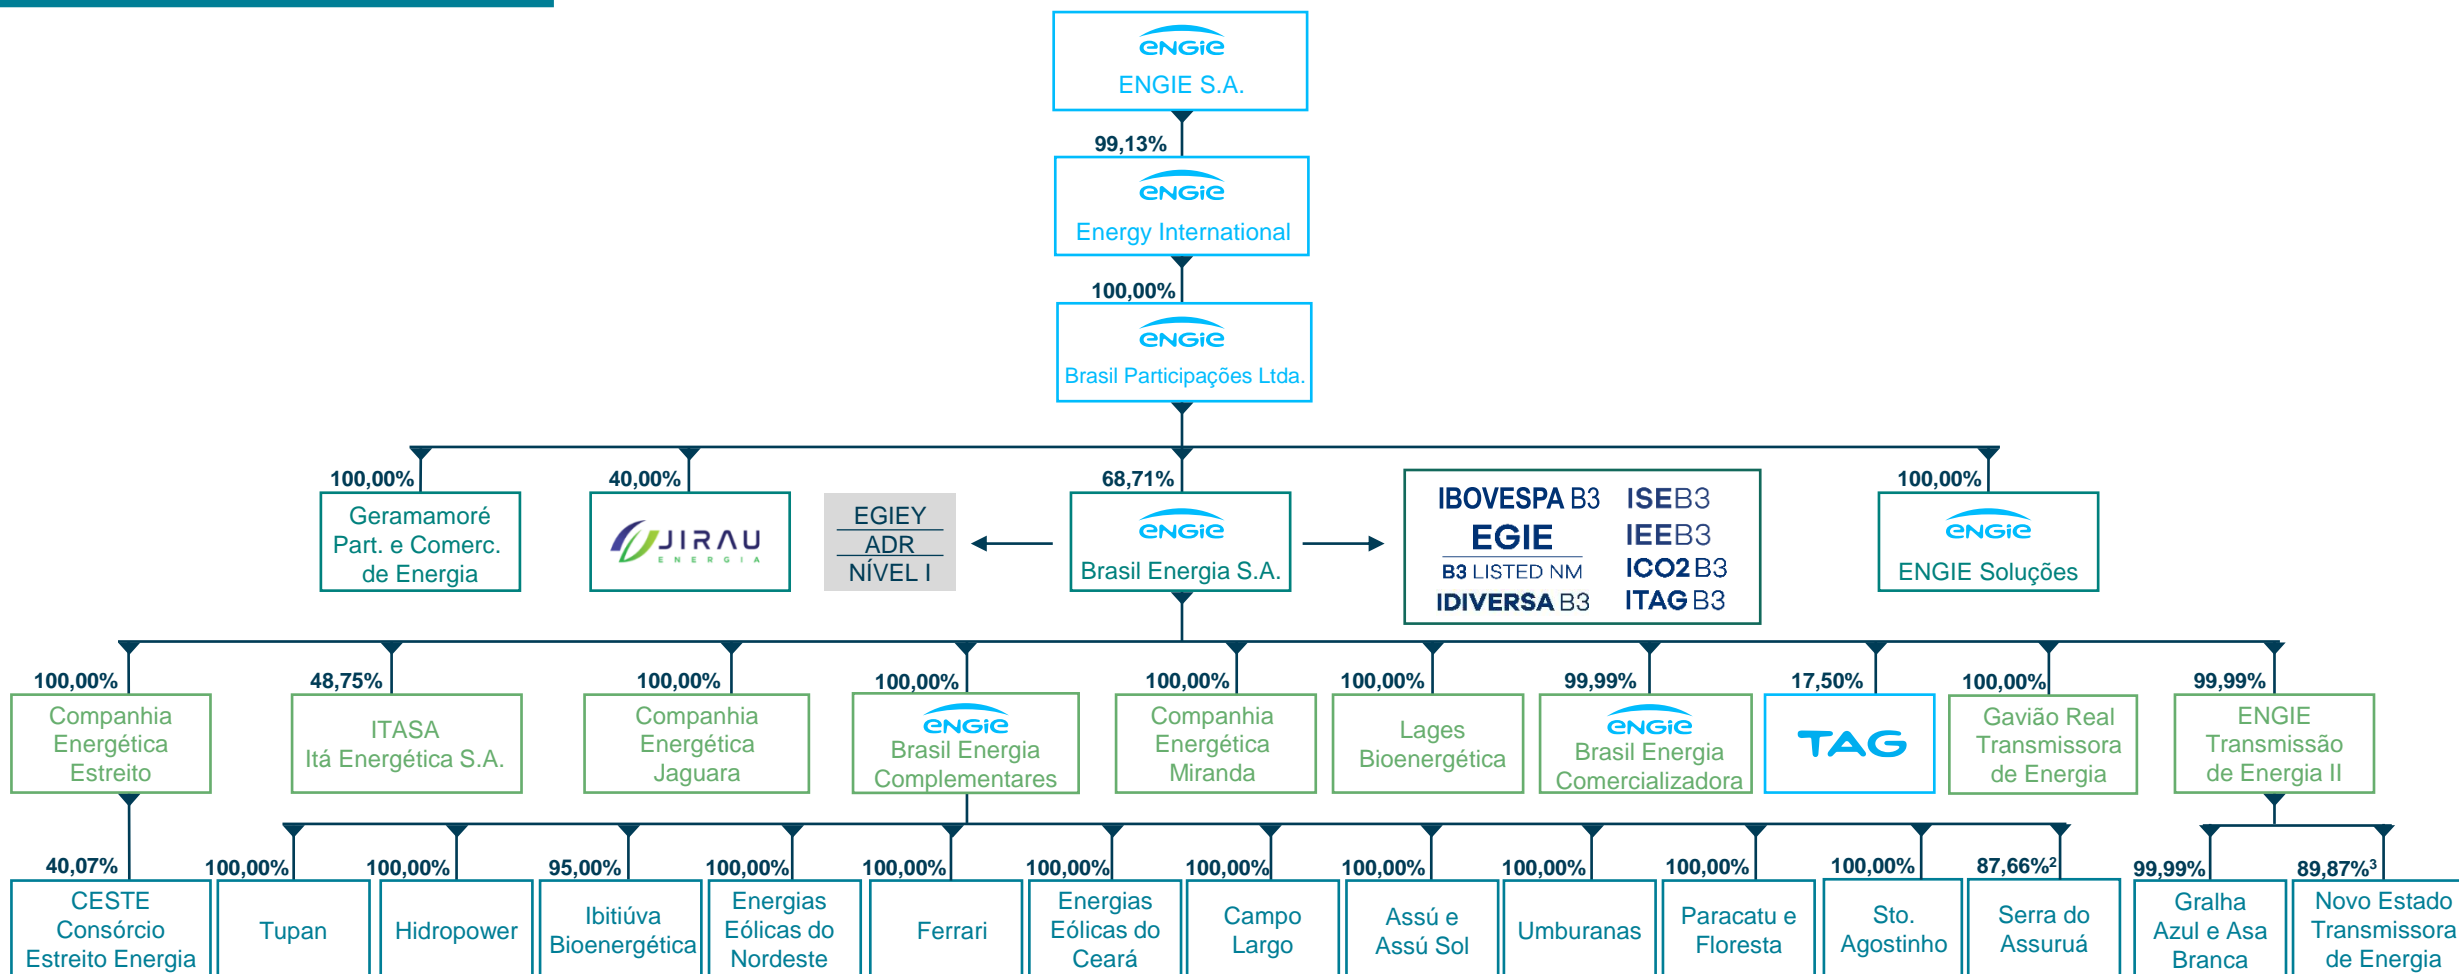 ENGIE
ENGIE S.A.
99,13%
ENGIE
Energy International
100,00%
ENGIE
Brasil Participações Ltda.
100,00%
Geramamoré
Part. e Comerc.
de Energia
40,00%
JIRAU
ENERGIA
EGIEY
ADR
NÍVEL I
68,71%
ENGIE
Brasil Energia S.A.
IBOVESPA B3
EGIE
B3 LISTED NM
IDIVERSA B3
ISEB3
IEEB3
ICO2 B3
ITAG B3
100,00%
ENGIE
ENGIE Soluções
100,00%
Companhia
Energética
Estreito
48,75%
ITASA
Itá Energética S.A.
100,00%
Companhia
Energética
Jaguara
100,00%
ENGIE
Brasil Energia
Complementares
100,00%
Companhia
Energética
Miranda
100,00%
Lages
Bioenergética
99,99%
ENGIE
Brasil Energia
Comercializadora
17,50%
TAG
100,00%
Gavião Real
Transmissora
de Energia
99,99%
ENGIE
Transmissão
de Energia II
40,07%
CESTE
Consórcio
Estreito Energia
100,00%
Tupan
100,00%
Hidropower
95,00%
Ibitiúva
Bioenergética
100,00%
Energias
Eólicas do
Nordeste
100,00%
Ferrari
100,00%
Energias
Eólicas do
Ceará
100,00%
Campo
Largo
100,00%
Assú e
Assú Sol
100,00%
Umburanas
100,00%
Paracatu e
Floresta
100,00%
Sto.
Agostinho
87,66%²
Serra do
Assuruá
99,99%
Gralha
Azul e Asa
Branca
89,87%³
Novo Estado
Transmissora
de Energia